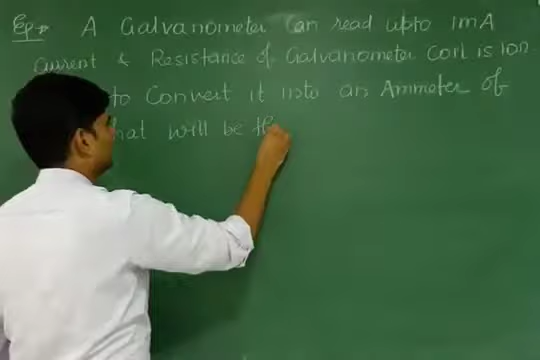 Ep → A Galvanometer Can read upto 1mA
Current & Resistance of Galvanometer Coil is 10Ω
to Convert it into an Ammeter of
hat will be th